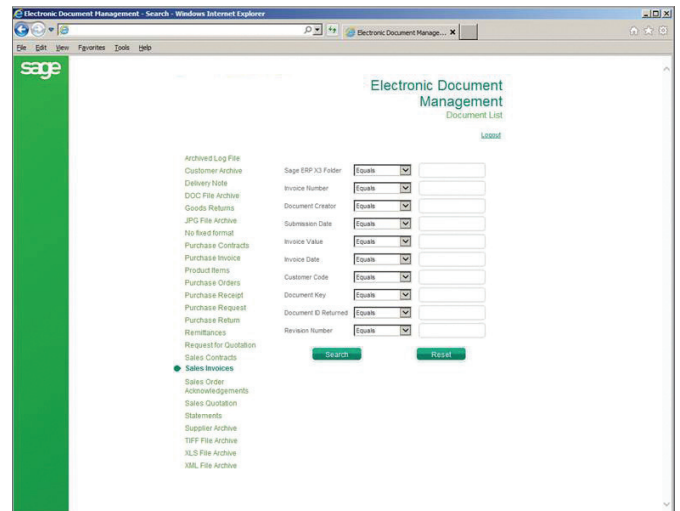 Electronic Document Management - Search - Windows Internet Explorer
Electronic Document Manage...
File Edit View Favorites Tools Help
sage
Electronic Document
Management
Document List
Logout
Archived Log File
Customer Archive
Delivery Note
DOC File Archive
Goods Returns
JPG File Archive
No fixed format
Purchase Contracts
Purchase Invoice
Product Items
Purchase Orders
Purchase Receipt
Purchase Request
Purchase Return
Remittances
Request for Quotation
Sales Contracts
Sales Invoices
Sales Order
Acknowledgements
Sales Quotation
Statements
Supplier Archive
TIFF File Archive
XLS File Archive
XML File Archive
Sage ERP X3 Folder Equals
Invoice Number Equals
Document Creator Equals
Submission Date Equals
Invoice Value Equals
Invoice Date Equals
Customer Code Equals
Document Key Equals
Document ID Returned Equals
Revision Number Equals
Search Reset